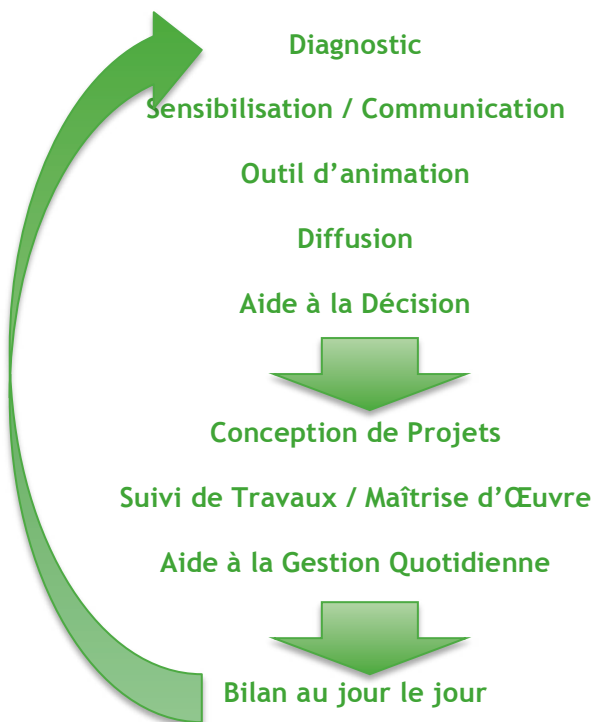 Diagnostic
Sensibilisation / Communication
Outil d’animation
Diffusion
Aide à la Décision
Conception de Projets
Suivi de Travaux / Maîtrise d’Œuvre
Aide à la Gestion Quotidienne
Bilan au jour le jour